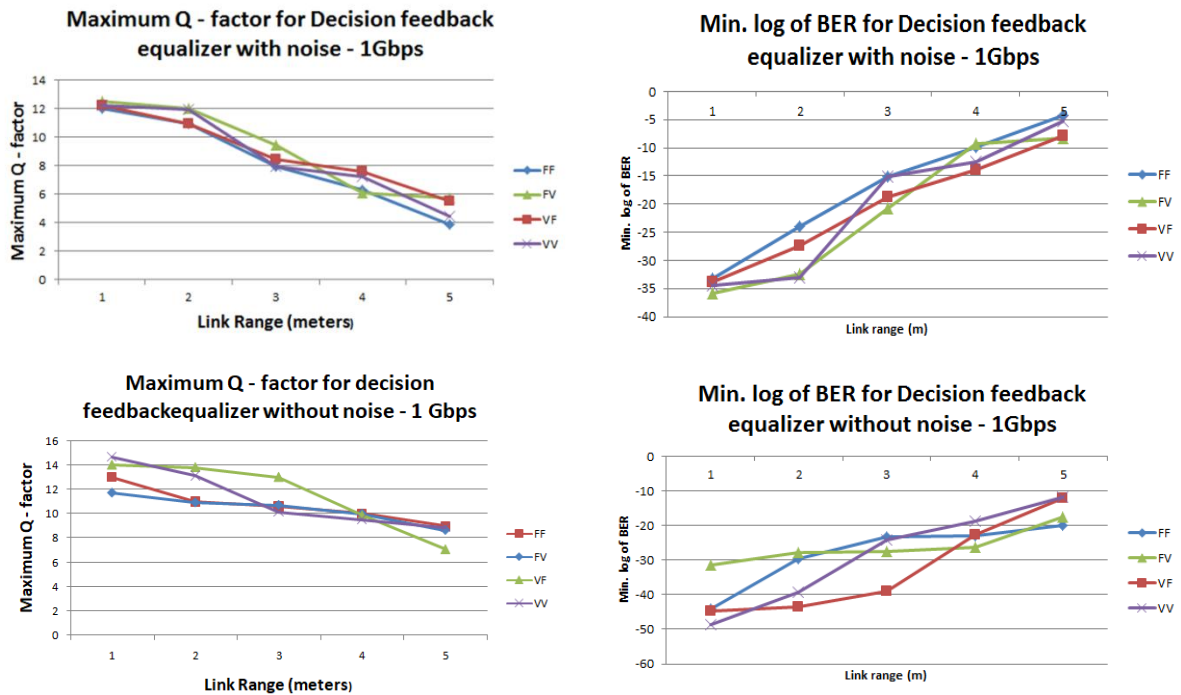 Maximum Q - factor for Decision feedback
equalizer with noise - 1Gbps
14
12
10
8
6
4
2
0
Maximum Q - factor
1 2 3 4 5
Link Range (meters)
FF
FV
VF
VV
Min. log of BER for Decision feedback
equalizer with noise - 1Gbps
0
-5
-10
-15
-20
-25
-30
-35
-40
Min. log of BER
1 2 3 4 5
Link range (m)
FF
FV
VF
VV
Maximum Q - factor for decision
feedbackequalizer without noise - 1 Gbps
16
14
12
10
8
6
4
2
0
Maximum Q - factor
1 2 3 4 5
Link Range (meters)
FF
FV
VF
VV
Min. log of BER for Decision feedback
equalizer without noise - 1Gbps
0
-10
-20
-30
-40
-50
-60
Min. log of BER
1 2 3 4 5
Link range (m)
FF
FV
VF
VV